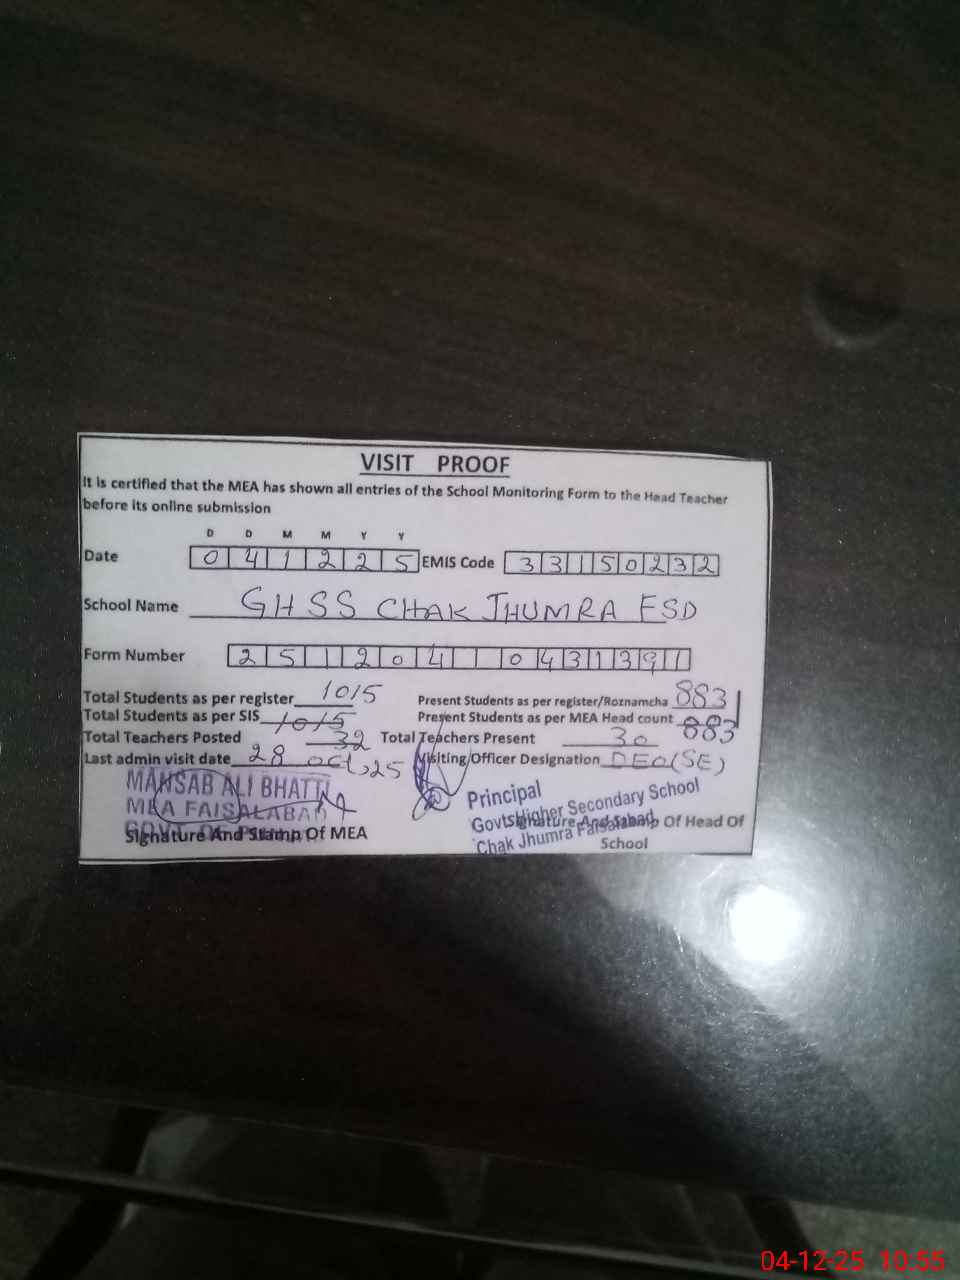 VISIT PROOF
It is certified that the MEA has shown all entries of the School Monitoring Form to the Head Teacher
before its online submission
D D M M Y Y
Date 0 4 1 2 2 5 EMIS Code 3 3 1 5 0 2 3 2
School Name GHSS CHAK JHUMRA FSD
Form Number 2 5 1 2 0 4 1 0 4 3 1 3 9 1
Total Students as per register 1015 Present Students as per register/Roznamcha 883
Total Students as per SIS 1015 Present Students as per MEA Head count 883
Total Teachers Posted 32 Total Teachers Present 30
Last admin visit date 28 oct,25 Visiting Officer Designation DEO(SE)
MAHSAB ALI BHATTI
MEA FAISALABAD
Signature And Stamp Of MEA
Principal
Govt Higher Secondary School
Chak Jhumra Faisalabad
Signature And Stamp Of Head Of
School
04-12-25 10:55